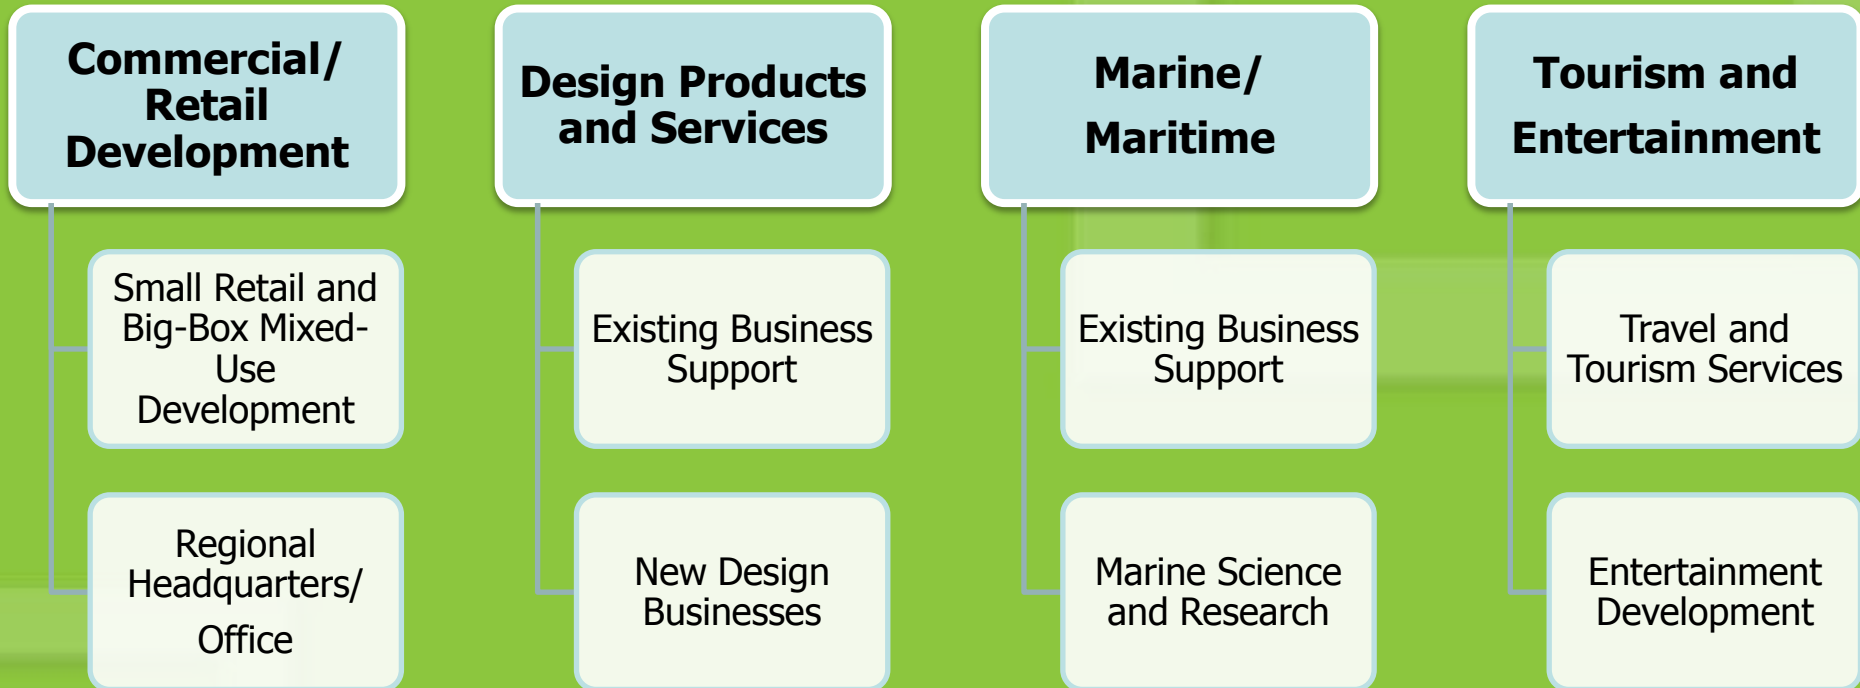 Commercial/
Retail
Development
Small Retail and
Big-Box Mixed-
Use
Development
Regional
Headquarters/
Office
Design Products
and Services
Existing Business
Support
New Design
Businesses
Marine/
Maritime
Existing Business
Support
Marine Science
and Research
Tourism and
Entertainment
Travel and
Tourism Services
Entertainment
Development